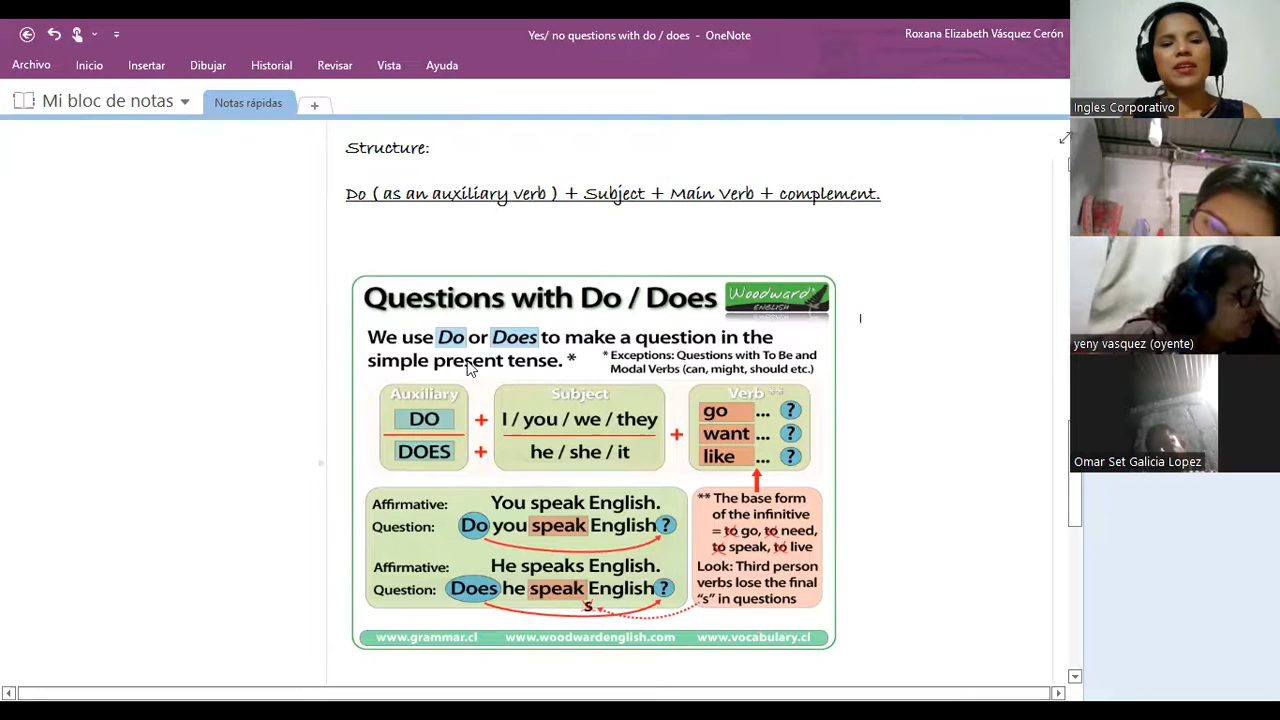 Yes/ no questions with do / does - OneNote
Roxana Elizabeth Vásquez Cerón
Archivo Inicio Insertar Dibujar Historial Revisar Vista Ayuda
Mi bloc de notas Notas rápidas +
Structure:
Do ( as an auxiliary verb ) + Subject + Main Verb + complement.
Questions with Do / Does
Woodward
ENGLISH
We use Do or Does to make a question in the
simple present tense. *
* Exceptions: Questions with To Be and
Modal Verbs (can, might, should etc.)
Auxiliary Subject Verb **
DO + I / you / we / they + go ... ?
want ... ?
DOES + he / she / it like ... ?
Affirmative: You speak English.
Question: Do you speak English ?
Affirmative: He speaks English.
Question: Does he speak English ?
s
** The base form
of the infinitive
= to go, to need,
to speak, to live
Look: Third person
verbs lose the final
"s" in questions
www.grammar.cl www.woodwardenglish.com www.vocabulary.cl
Ingles Corporativo
yeny vasquez (oyente)
Omar Set Galicia Lopez